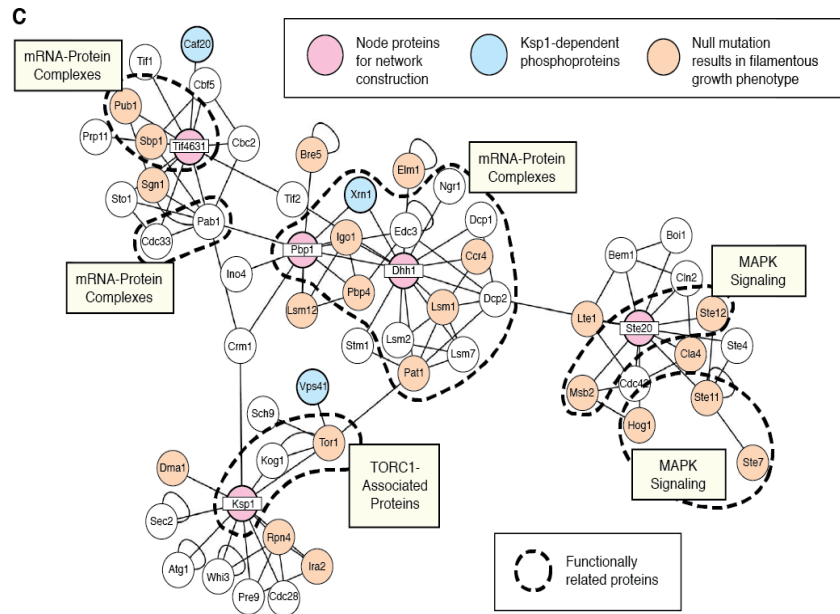 C
Node proteins
for network
construction
Ksp1-dependent
phosphoproteins
Null mutation
results in filamentous
growth phenotype
mRNA-Protein
Complexes
Caf20
Tif1
Cbf5
Pub1
Prp11
Sbp1
Tif4631
Cbc2
Sgn1
Sto1
Pab1
Cdc33
mRNA-Protein
Complexes
Bre5
Elm1
mRNA-Protein
Complexes
Xrn1
Ngr1
Tif2
Igo1
Edc3
Dcp1
Pbp1
Dhh1
Ccr4
Ino4
Pbp4
Lsm12
Lsm1
Dcp2
Stm1
Lsm2
Lsm7
Pat1
Crm1
Boi1
Bem1
Cln2
MAPK
Signaling
Lte1
Ste20
Ste12
Ste4
Cla4
Msb2
Cdc42
Ste11
Hog1
Ste7
MAPK
Signaling
Vps41
Sch9
Tor1
Kog1
TORC1-
Associated
Proteins
Dma1
Ksp1
Sec2
Rpn4
Atg1
Whi3
Ira2
Pre9
Cdc28
Functionally
related proteins